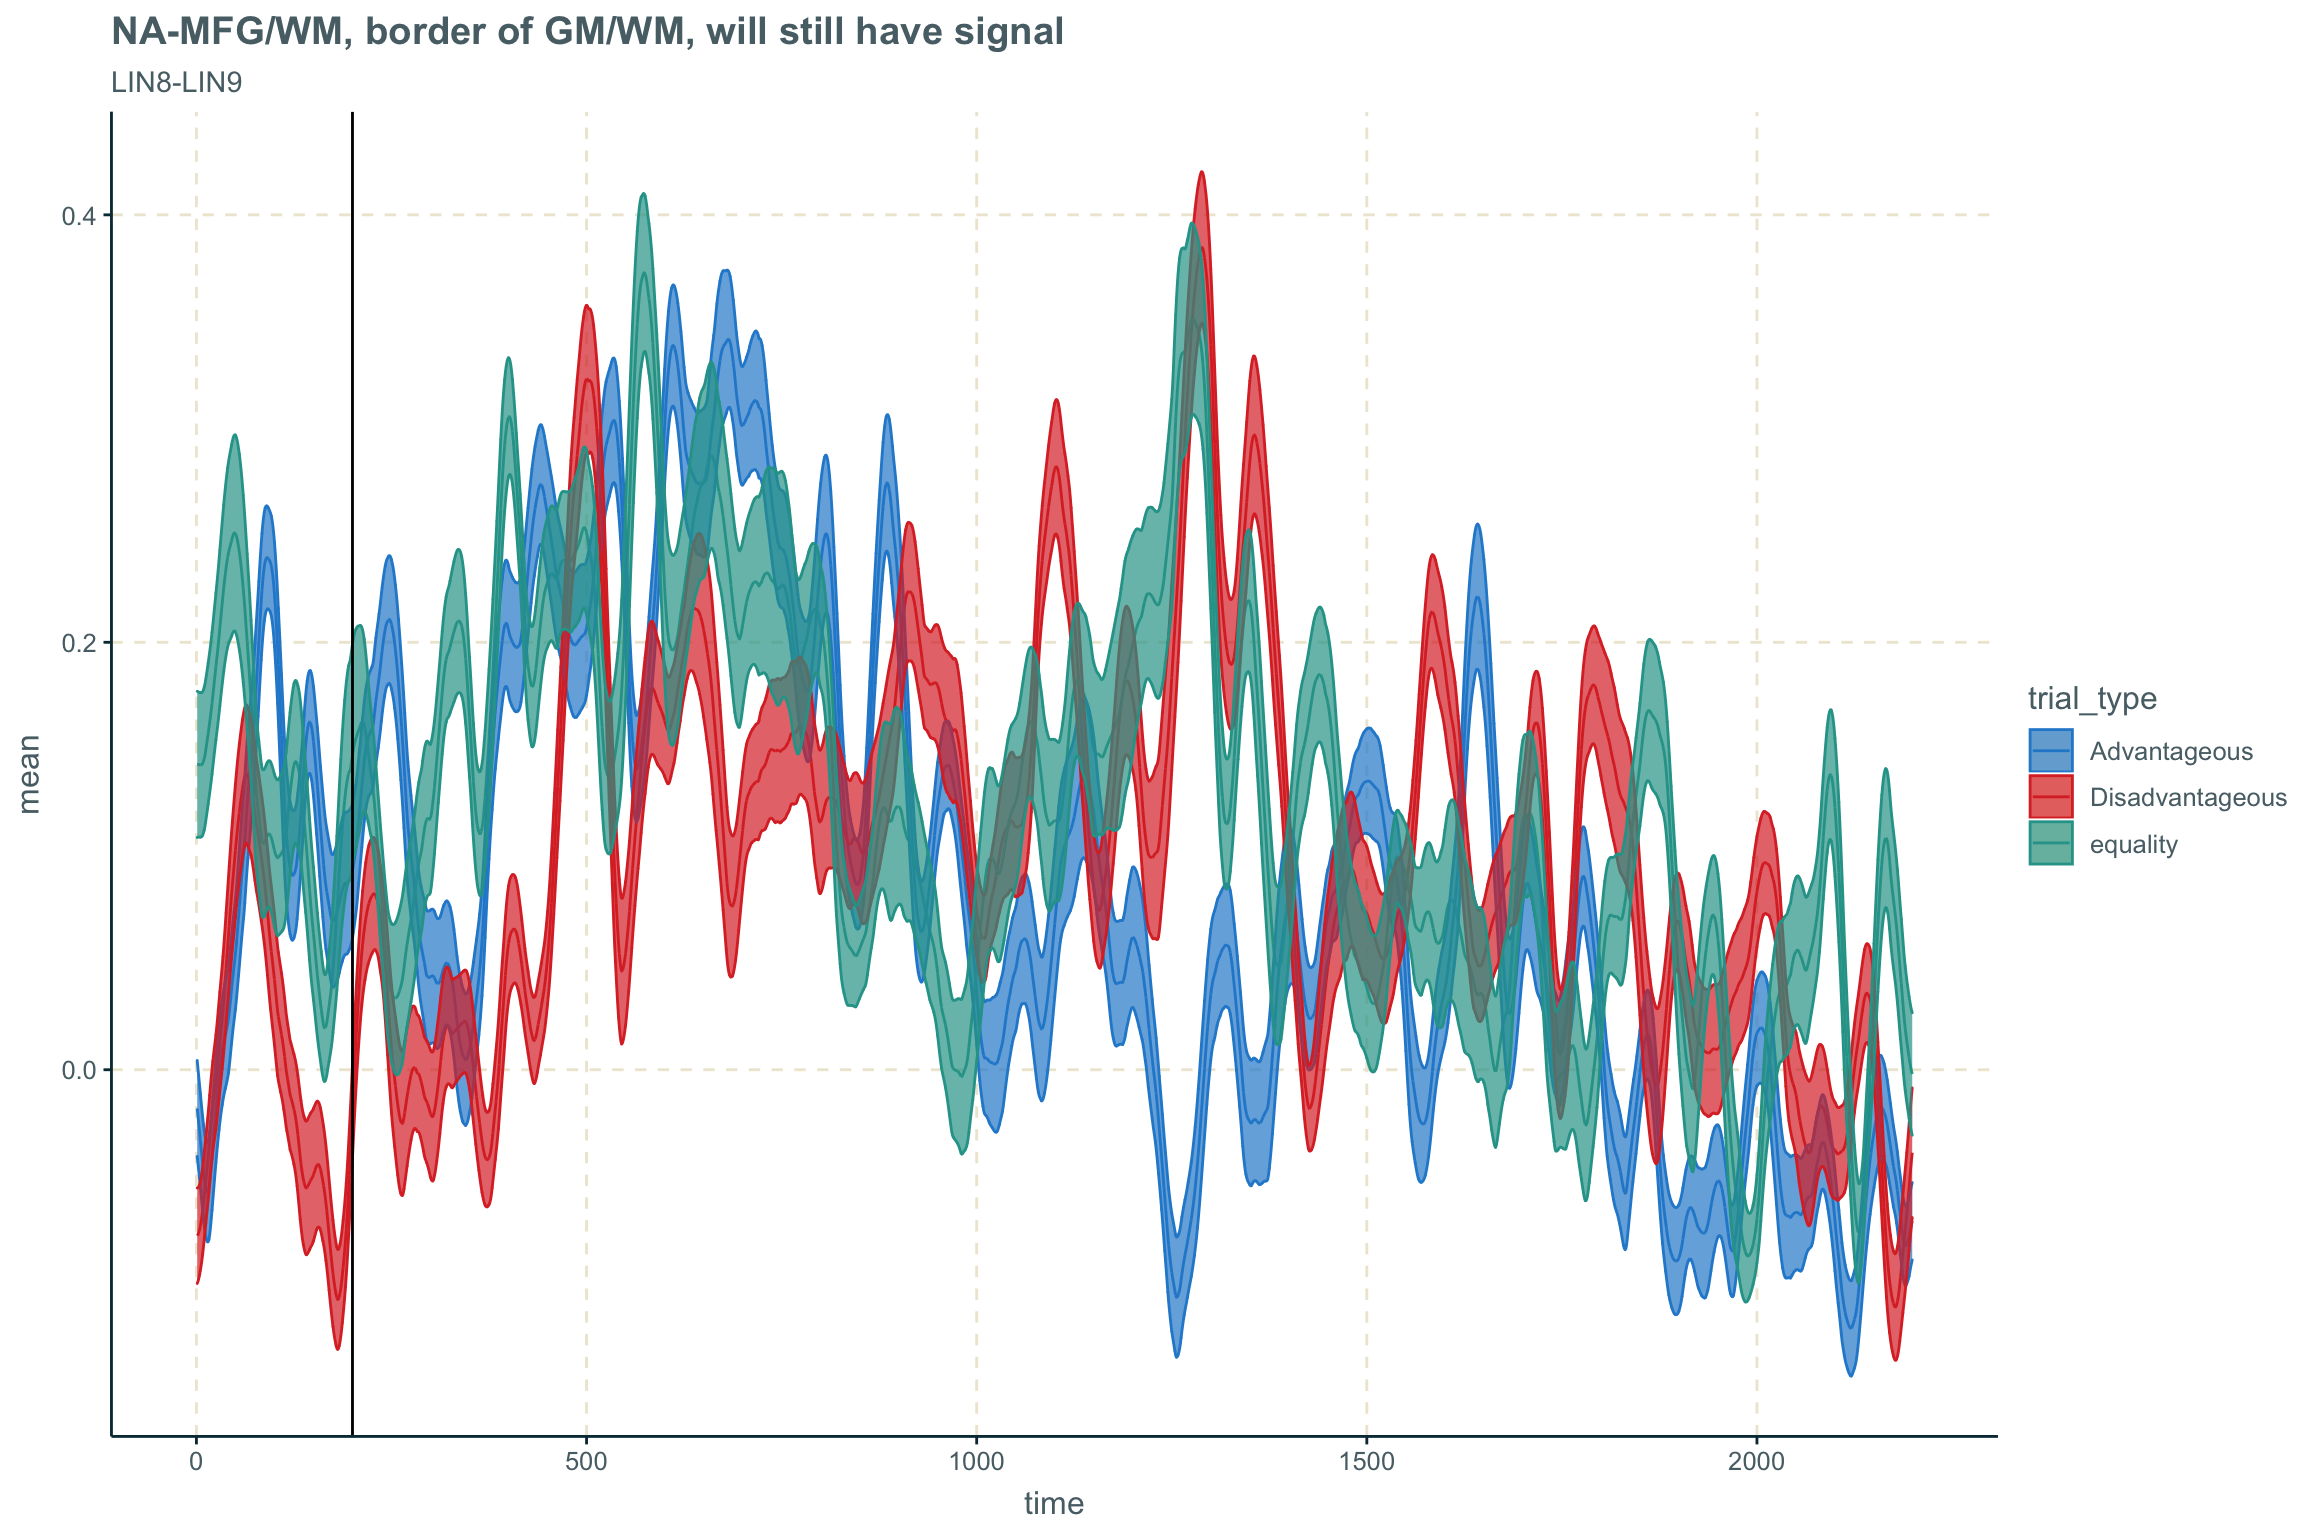 NA-MFG/WM, border of GM/WM, will still have signal
LIN8-LIN9
0.4
0.2
0.0
mean
0
500
1000
1500
2000
time
trial_type
Advantageous
Disadvantageous
equality